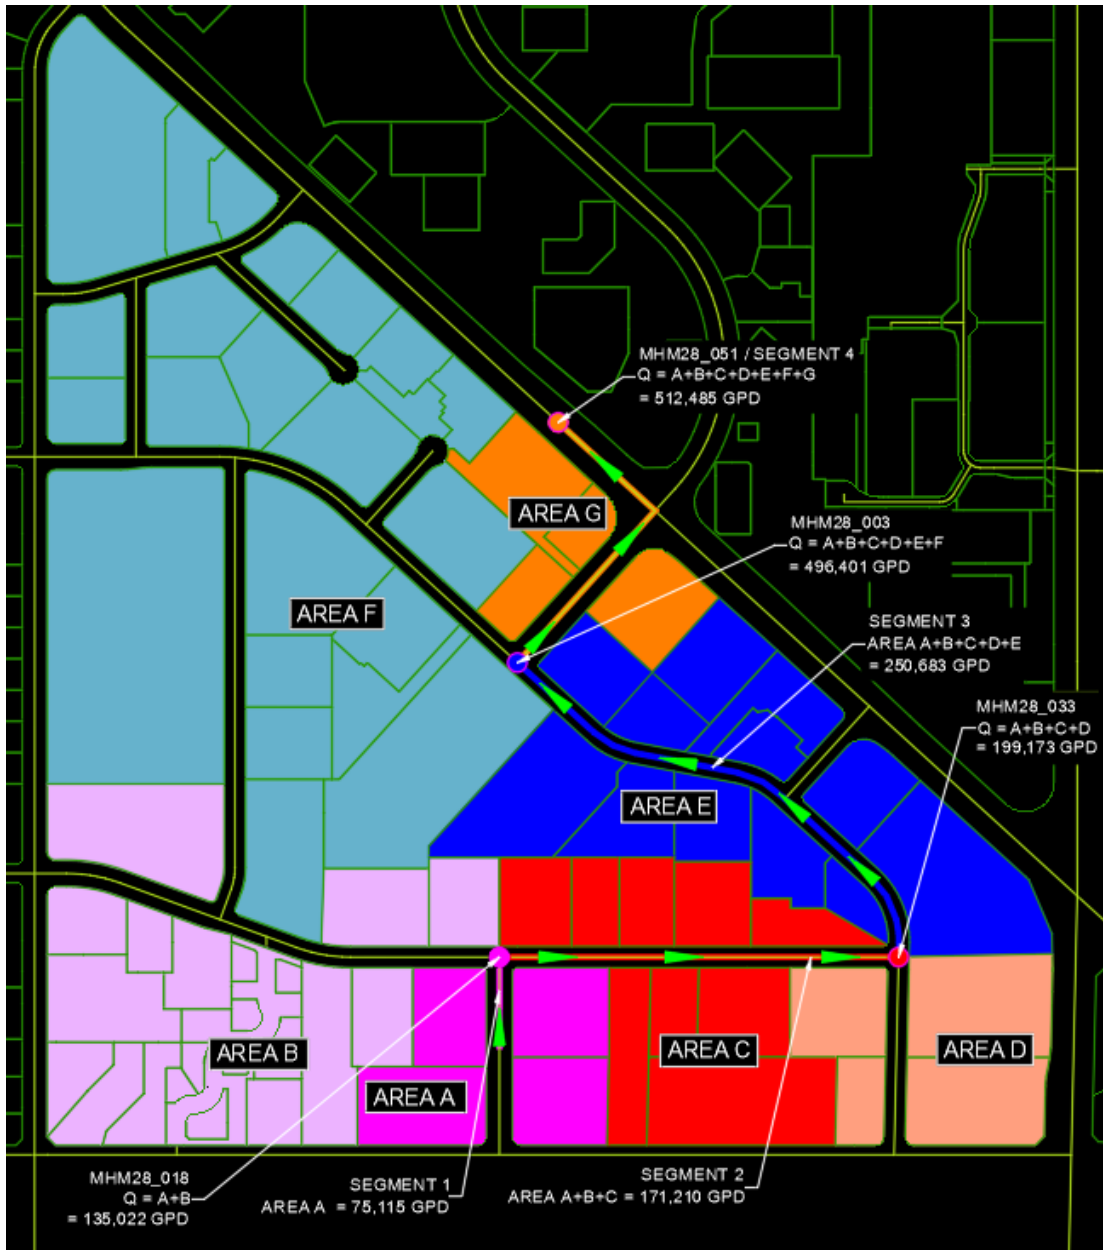 MHM28_051 / SEGMENT 4
Q = A+B+C+D+E+F+G
= 512,485 GPD
AREA G
MHM28_003
Q = A+B+C+D+E+F
= 496,401 GPD
AREA F
SEGMENT 3
AREA A+B+C+D+E
= 250,683 GPD
MHM28_033
Q = A+B+C+D
= 199,173 GPD
AREA E
AREA B
AREA C
AREA D
AREA A
MHM28_018
Q = A+B
= 135,022 GPD
SEGMENT 1
AREA A = 75,115 GPD
SEGMENT 2
AREA A+B+C = 171,210 GPD